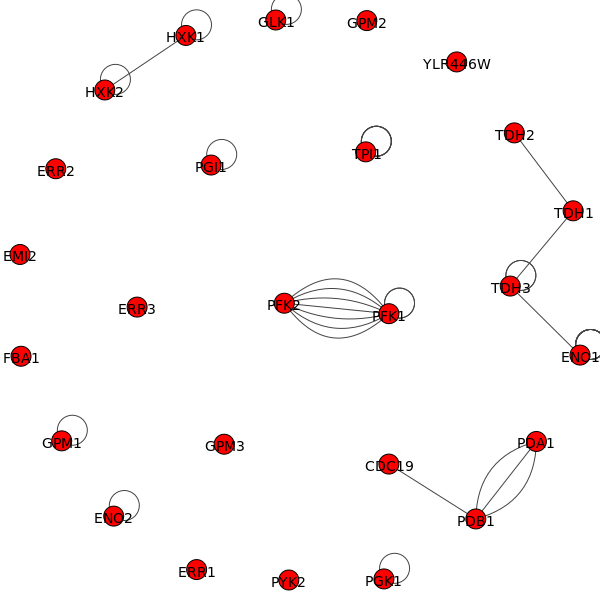 GLK1
GPM2
HXK1
YLR446W
HXK2
TDH2
TPI1
PGI1
ERR2
TDH1
EMI2
TDH3
PFK2
ERR3
PFK1
FBA1
ENO1
GPM1
PDA1
GPM3
CDC19
ENO2
PDB1
ERR1
PYK2
PGK1